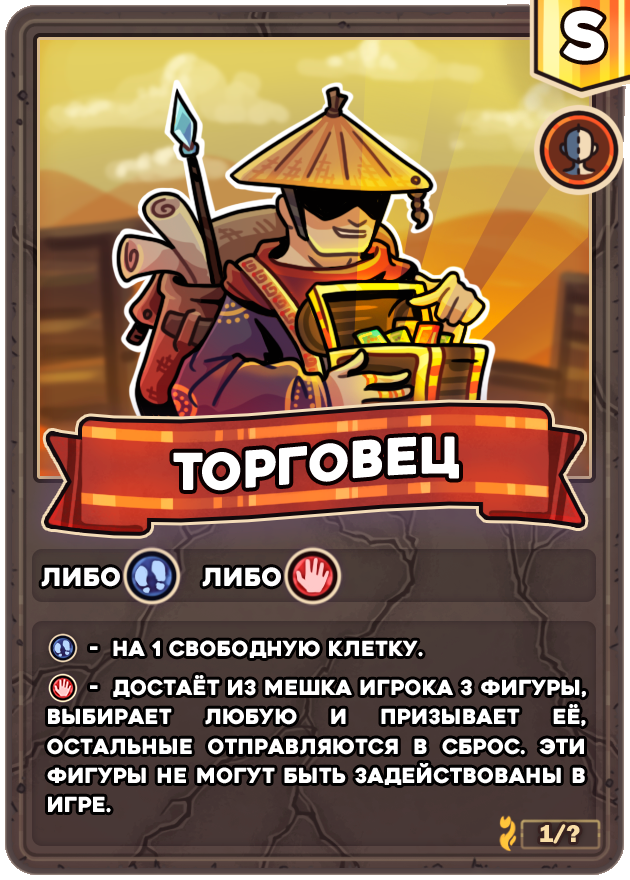 S
ТОРГОВЕЦ
ЛИБО ЛИБО
- НА 1 СВОБОДНУЮ КЛЕТКУ.
- ДОСТАЁТ ИЗ МЕШКА ИГРОКА 3 ФИГУРЫ,
ВЫБИРАЕТ ЛЮБУЮ И ПРИЗЫВАЕТ ЕЁ,
ОСТАЛЬНЫЕ ОТПРАВЛЯЮТСЯ В СБРОС. ЭТИ
ФИГУРЫ НЕ МОГУТ БЫТЬ ЗАДЕЙСТВОВАНЫ В
ИГРЕ.
1/?